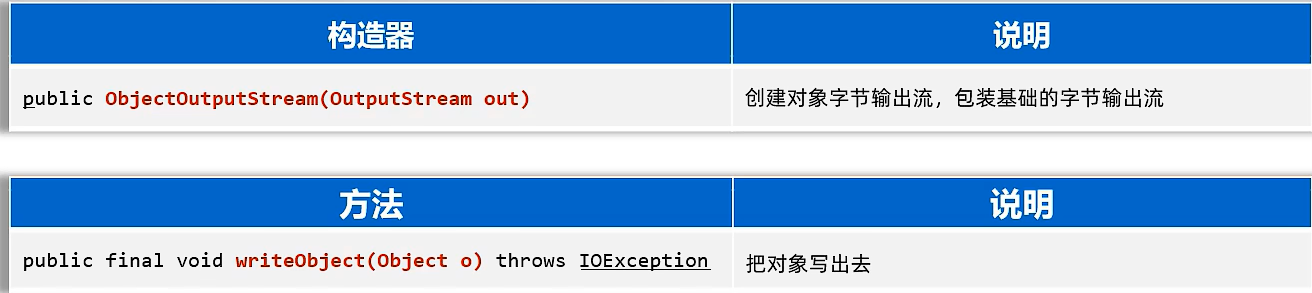 构造器 说明
public ObjectOutputStream(OutputStream out) 创建对象字节输出流，包装基础的字节输出流
方法 说明
public final void writeObject(Object o) throws IOException 把对象写出去